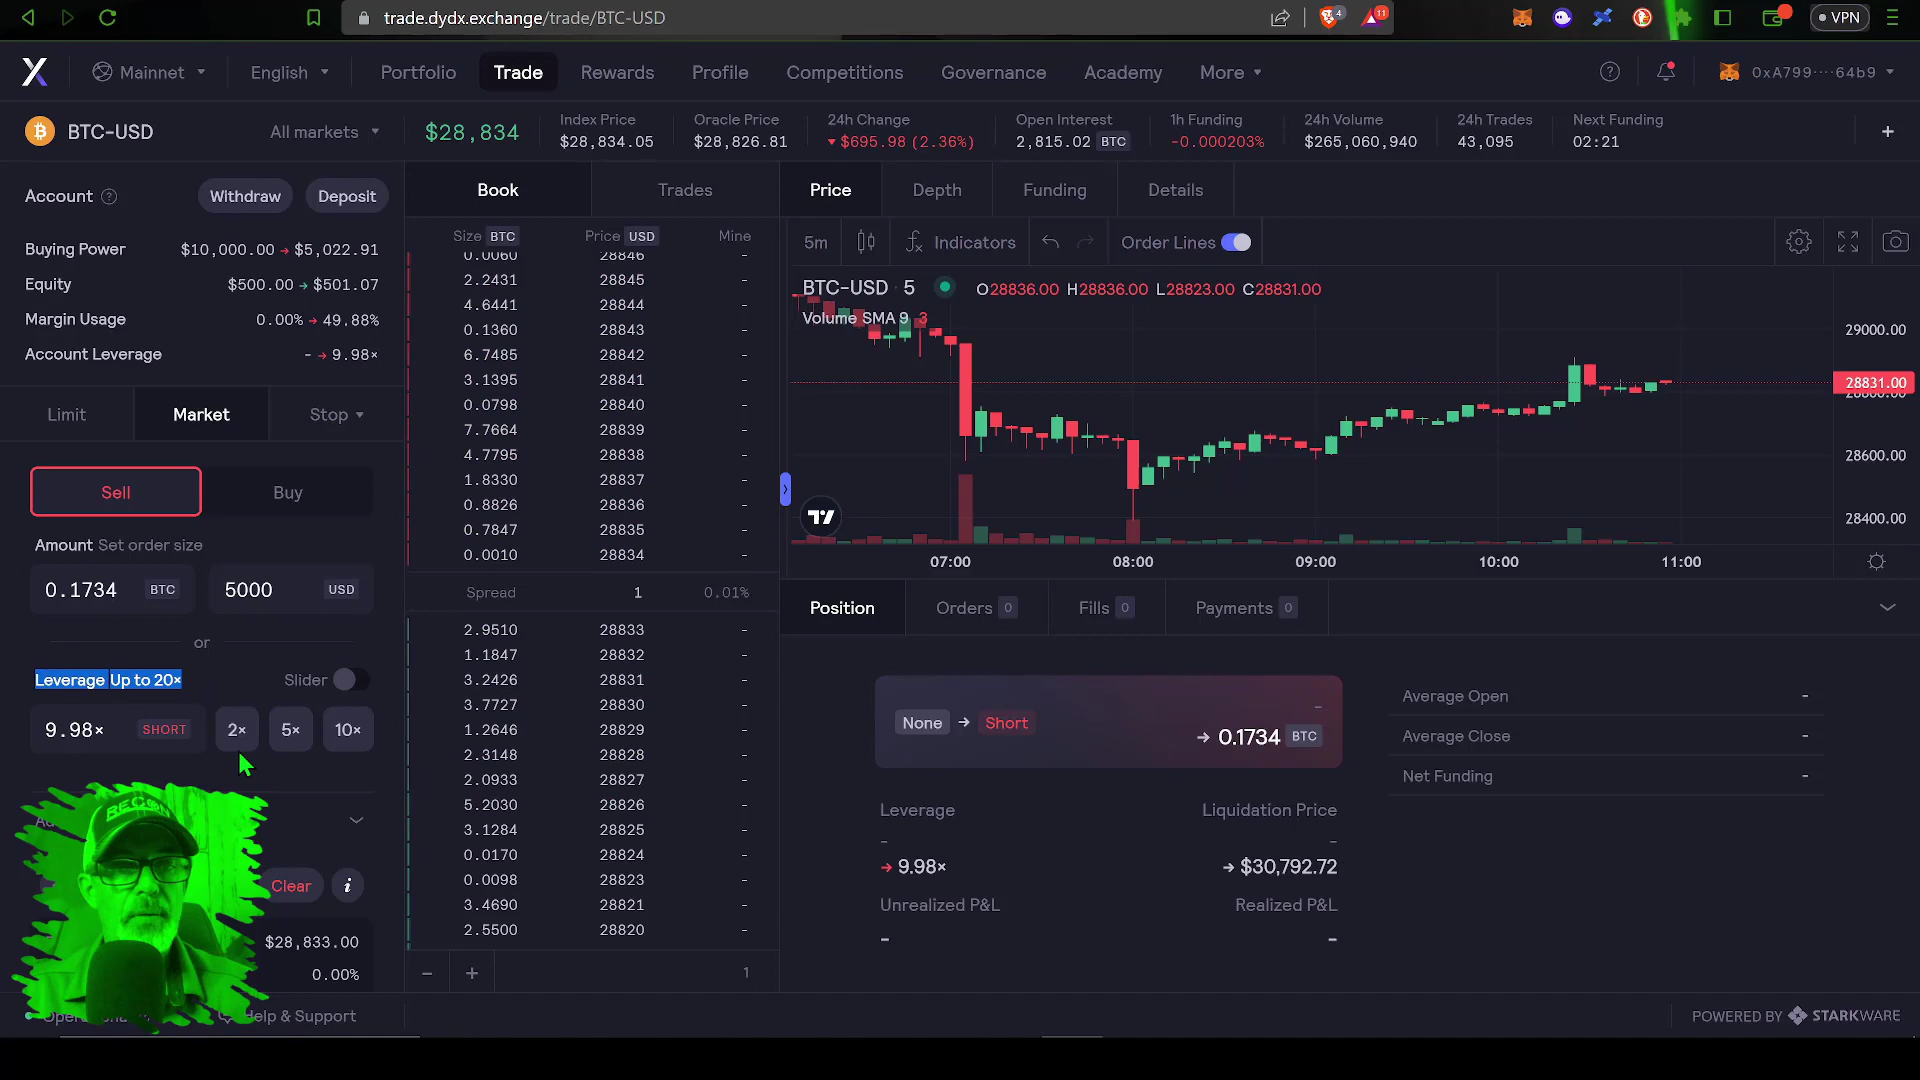 trade.dydx.exchange/trade/BTC-USD
4
11
VPN
Mainnet
English
Portfolio
Trade
Rewards
Profile
Competitions
Governance
Academy
More
0xA799····64b9
BTC-USD
All markets
$28,834
Index Price
$28,834.05
Oracle Price
$28,826.81
24h Change
$695.98 (2.36%)
Open Interest
2,815.02 BTC
1h Funding
-0.000203%
24h Volume
$265,060,940
24h Trades
43,095
Next Funding
02:21
Account
Withdraw
Deposit
Buying Power $10,000.00 → $5,022.91
Equity $500.00 → $501.07
Margin Usage 0.00% → 49.88%
Account Leverage - → 9.98×
Limit
Market
Stop
Sell
Buy
Amount Set order size
0.1734 BTC
5000 USD
or
Leverage Up to 20×
Slider
9.98× SHORT
2×
5×
10×
Clear
i
$28,833.00
0.00%
Help & Support
Book
Trades
Size BTC Price USD Mine
0.0060 28846 -
2.2431 28845 -
4.6441 28844 -
0.1360 28843 -
6.7485 28842 -
3.1395 28841 -
0.0798 28840 -
7.7664 28839 -
4.7795 28838 -
1.8330 28837 -
0.8826 28836 -
0.7847 28835 -
0.0010 28834 -
Spread 1 0.01%
2.9510 28833 -
1.1847 28832 -
3.2426 28831 -
3.7727 28830 -
1.2646 28829 -
2.3148 28828 -
2.0933 28827 -
5.2030 28826 -
3.1284 28825 -
0.0170 28824 -
0.0098 28823 -
3.4690 28821 -
2.5500 28820 -
− + 1
Price
Depth
Funding
Details
5m
Indicators
Order Lines
BTC-USD · 5
O28836.00 H28836.00 L28823.00 C28831.00
Volume SMA 9 3
29000.00
28831.00
28600.00
28400.00
07:00
08:00
09:00
10:00
11:00
Position
Orders 0
Fills 0
Payments 0
None → Short
-
→ 0.1734 BTC
Leverage
-
→ 9.98×
Liquidation Price
-
→ $30,792.72
Unrealized P&L
-
Realized P&L
-
Average Open -
Average Close -
Net Funding -
POWERED BY STARKWARE